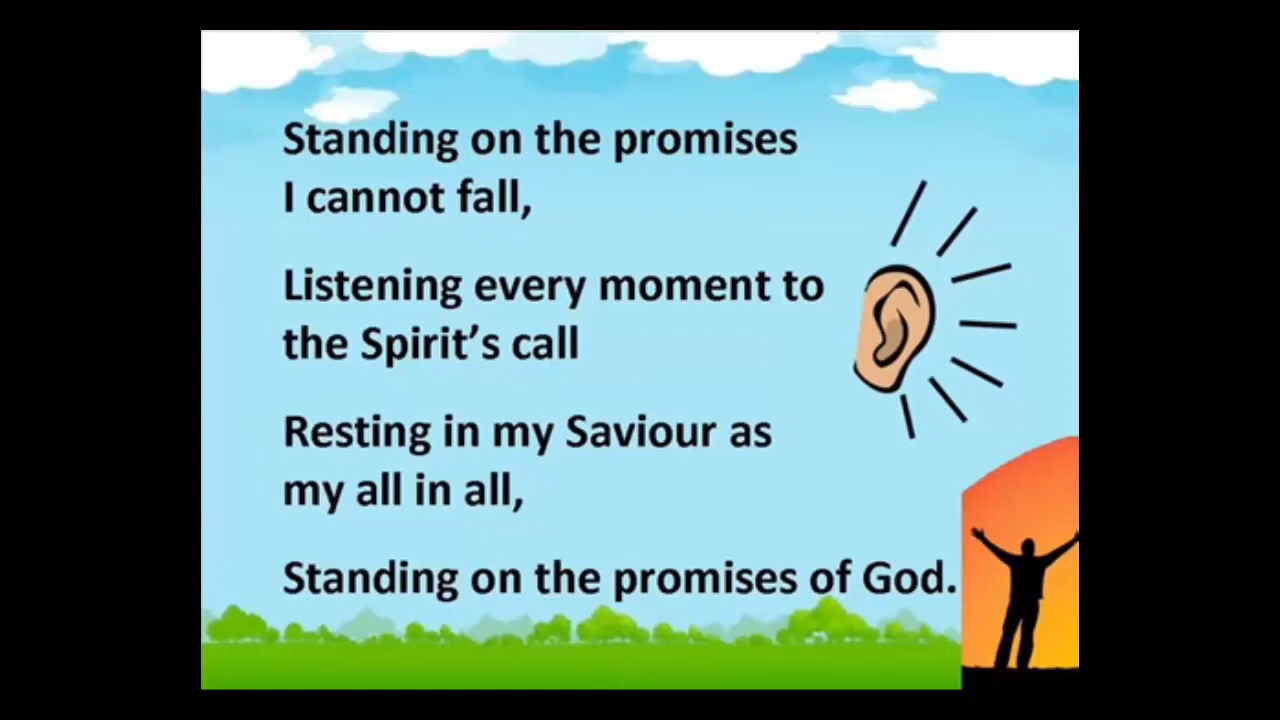 Standing on the promises
I cannot fall,
Listening every moment to
the Spirit’s call
Resting in my Saviour as
my all in all,
Standing on the promises of God.